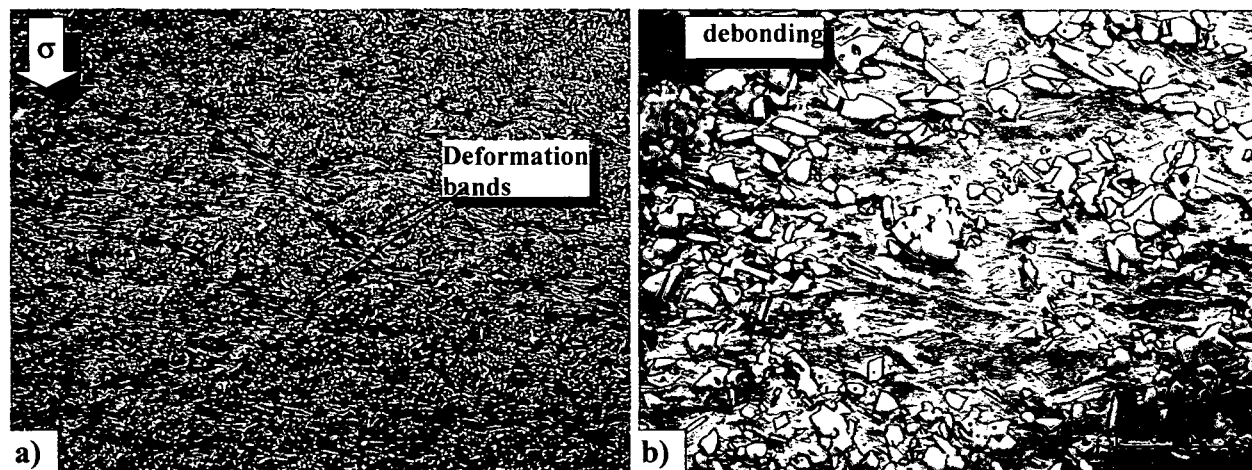 σ
Deformation
bands
a)
debonding
b)